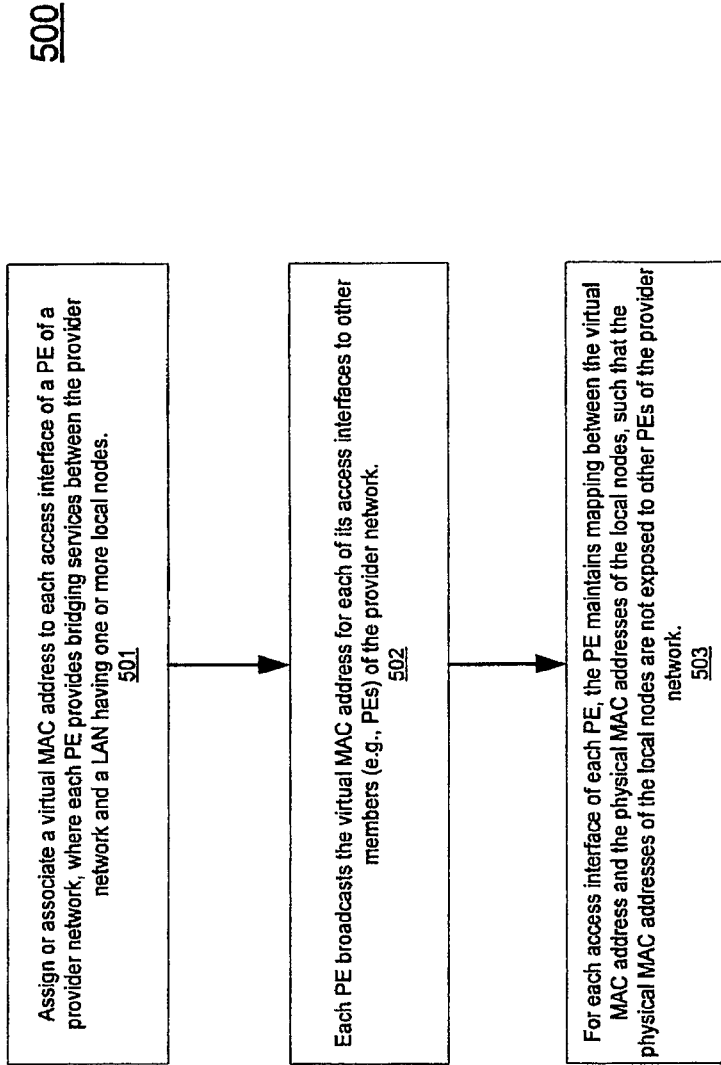 500
Assign or associate a virtual MAC address to each access interface of a PE of a
provider network, where each PE provides bridging services between the provider
network and a LAN having one or more local nodes.
501
Each PE broadcasts the virtual MAC address for each of its access interfaces to other
members (e.g., PEs) of the provider network.
502
For each access interface of each PE, the PE maintains mapping between the virtual
MAC address and the physical MAC addresses of the local nodes, such that the
physical MAC addresses of the local nodes are not exposed to other PEs of the provider
network.
503